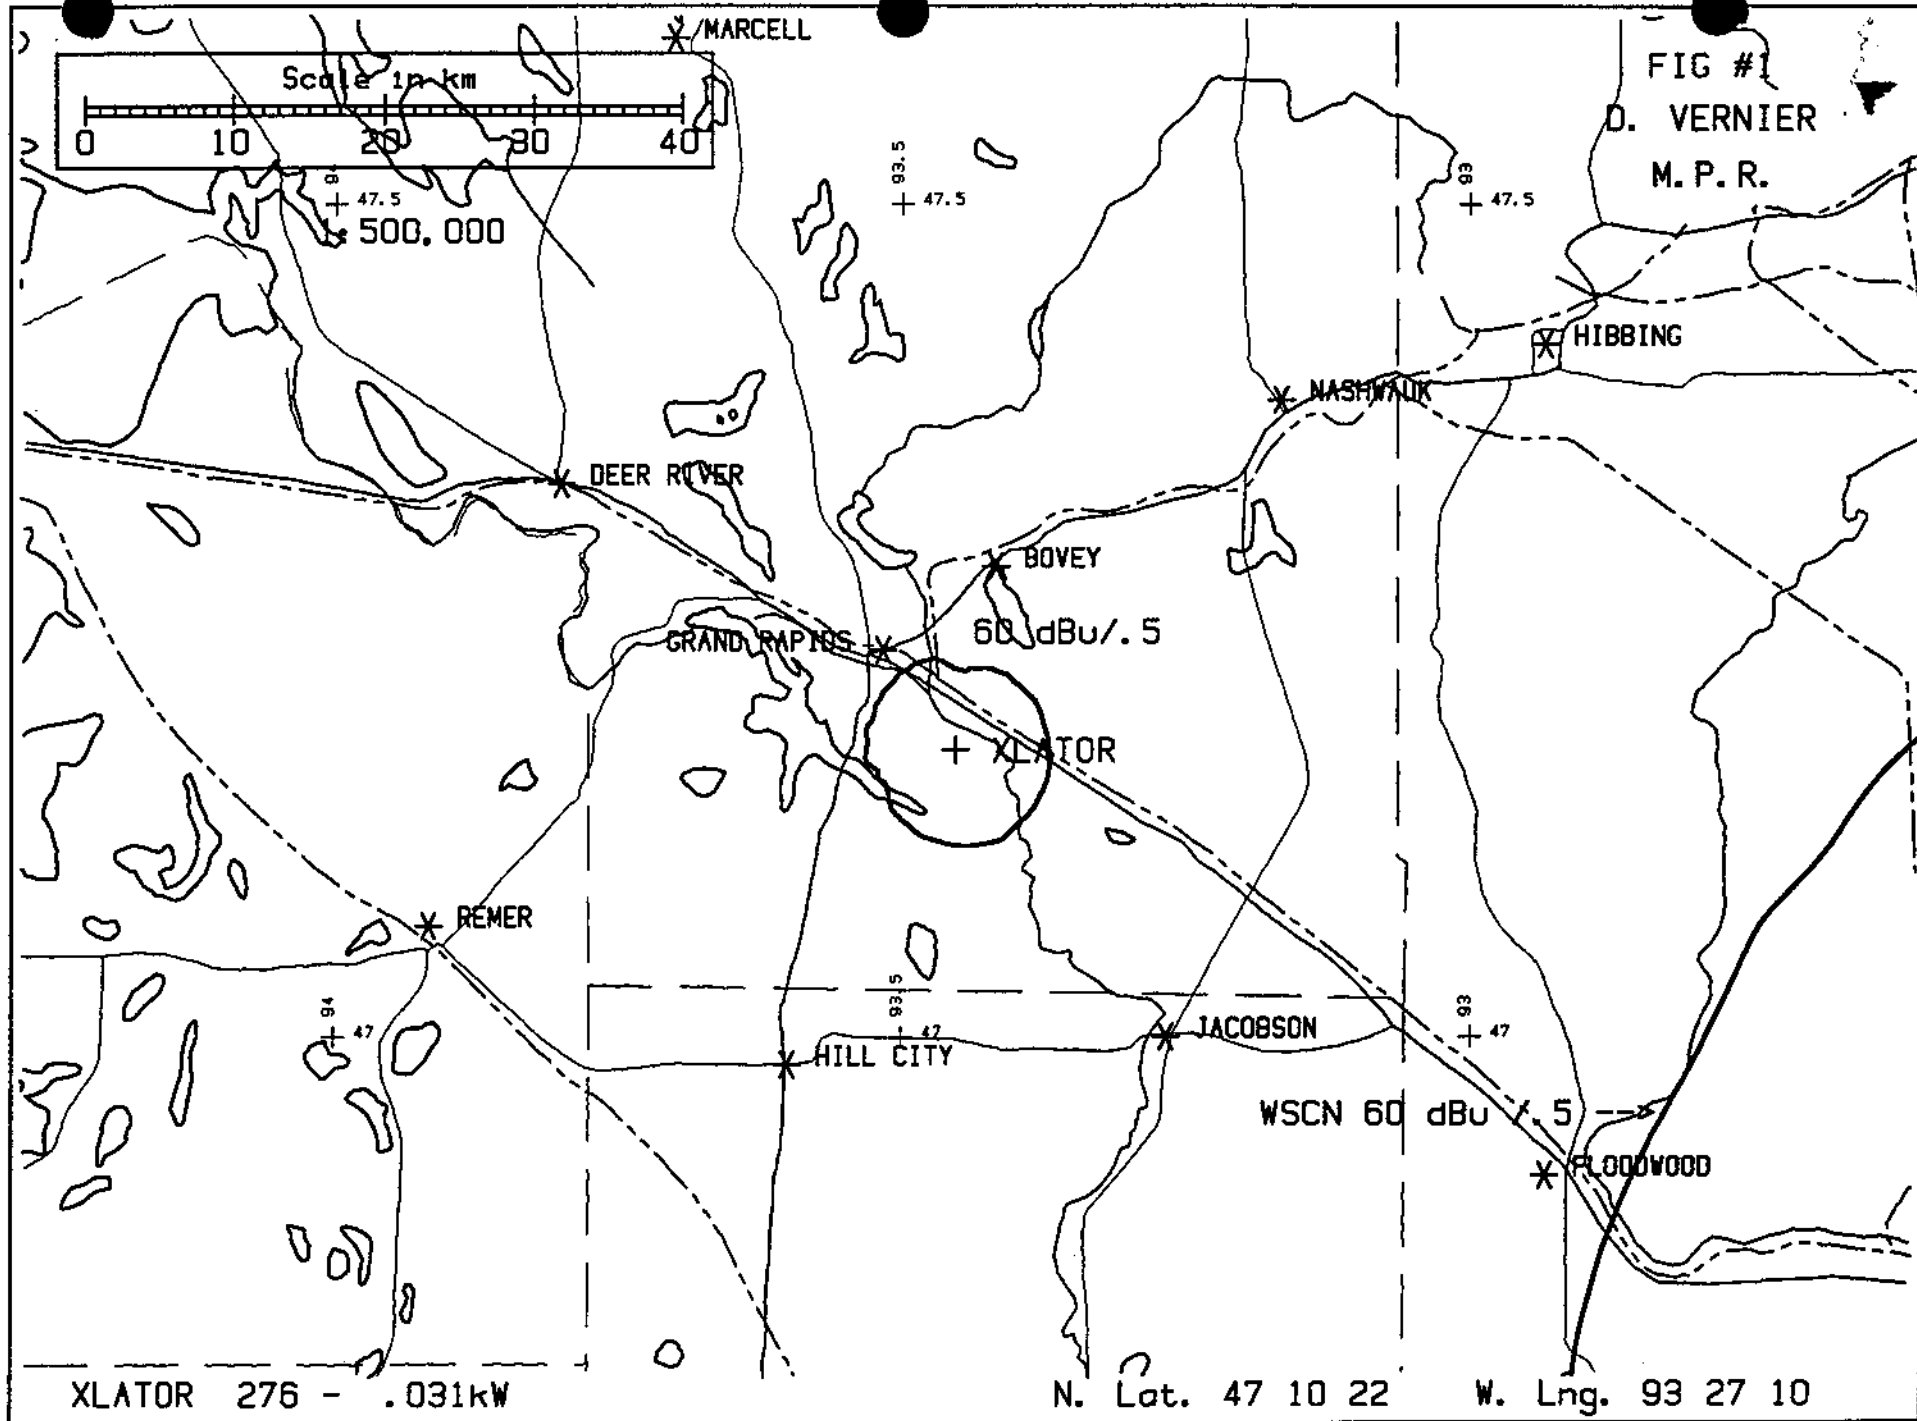 MARCELL
Scale in km
0 10 20 30 40
FIG #1
D. VERNIER
M.P.R.
94
47.5
93.5
47.5
93
47.5
1:500,000
HIBBING
NASHWAUK
DEER RIVER
BOVEY
60 dBu/.5
GRAND RAPIDS
XLATOR
REMER
94
47
93.5
47
93
47
JACOBSON
HILL CITY
WSCN 60 dBu /.5 -->
FLOODWOOD
XLATOR 276 - .031kW N. Lat. 47 10 22 W. Lng. 93 27 10